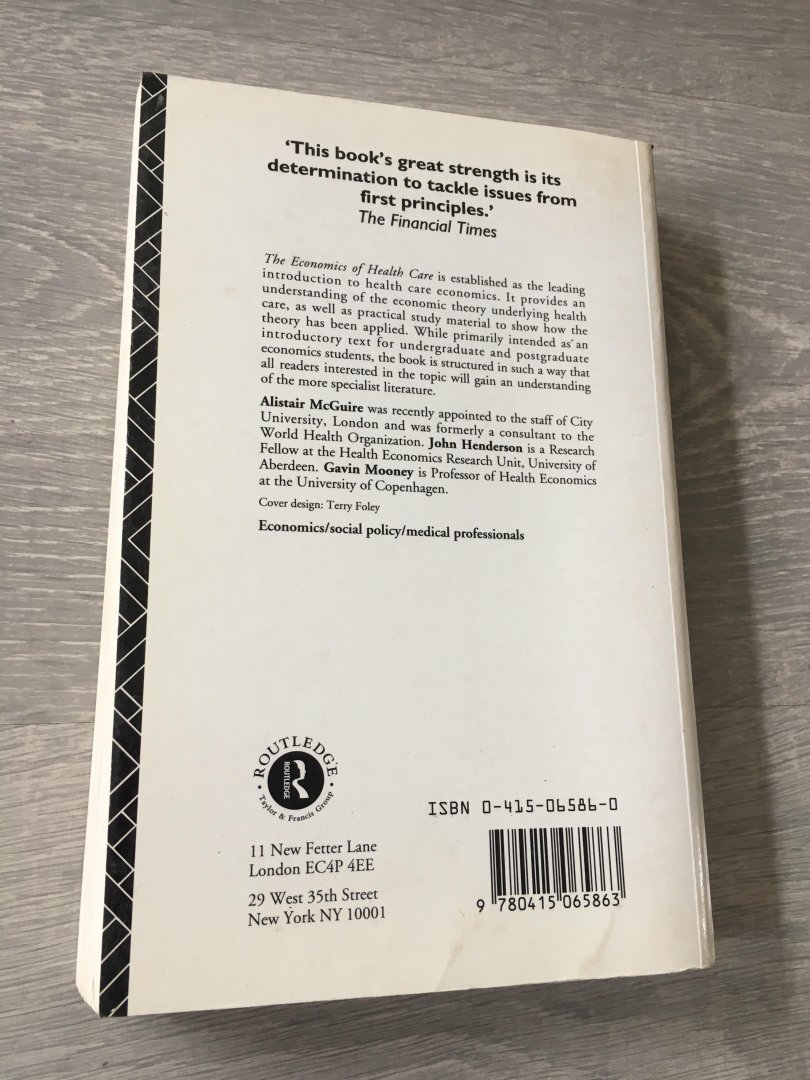 ‘This book’s great strength is its
determination to tackle issues from
first principles.’
The Financial Times
The Economics of Health Care is established as the leading
introduction to health care economics. It provides an
understanding of the economic theory underlying health
care, as well as practical study material to show how the
theory has been applied. While primarily intended as an
introductory text for undergraduate and postgraduate
economics students, the book is structured in such a way that
all readers interested in the topic will gain an understanding
of the more specialist literature.
Alistair McGuire was recently appointed to the staff of City
University, London and was formerly a consultant to the
World Health Organization. John Henderson is a Research
Fellow at the Health Economics Research Unit, University of
Aberdeen. Gavin Mooney is Professor of Health Economics
at the University of Copenhagen.
Cover design: Terry Foley
Economics/social policy/medical professionals
ROUTLEDGE
ROUTLEDGE
Taylor & Francis Group
11 New Fetter Lane
London EC4P 4EE
29 West 35th Street
New York NY 10001
ISBN 0-415-06586-0
9 780415 065863